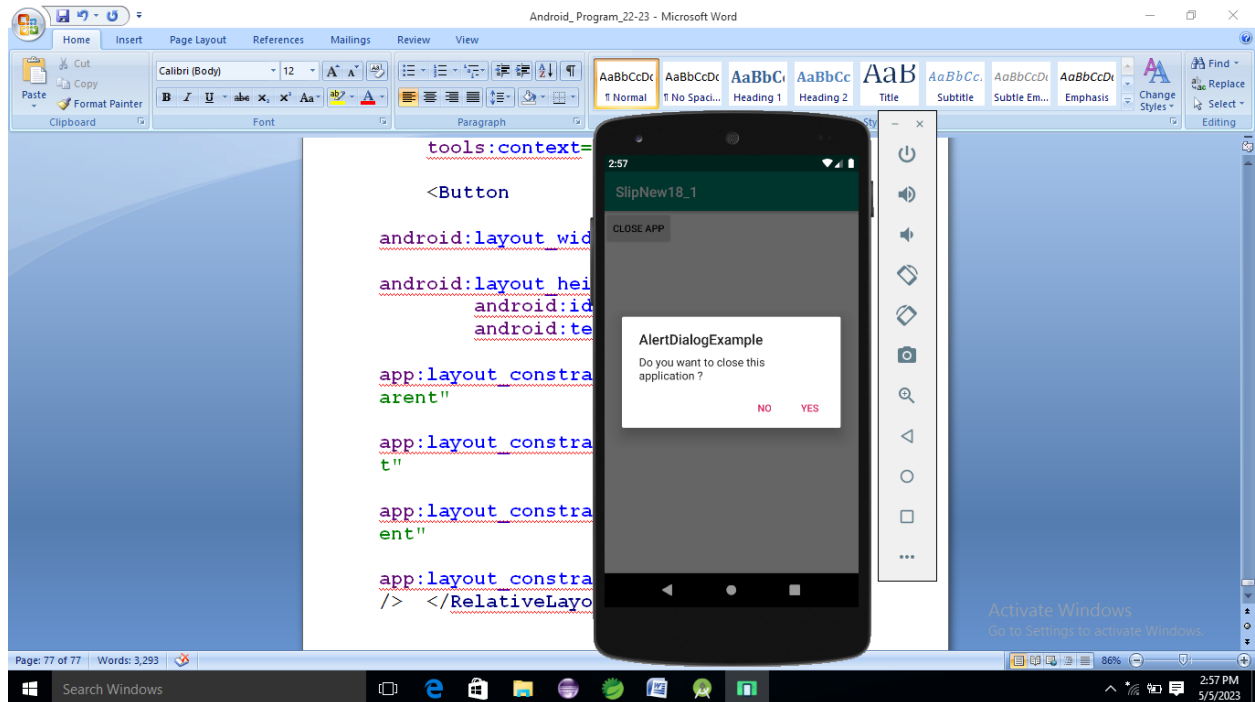 Android_ Program_22-23 - Microsoft Word
Home Insert Page Layout References Mailings Review View
Paste
Cut
Copy
Format Painter
Clipboard
Calibri (Body) 12
Font
Paragraph
AaBbCcDc AaBbCcDc AaBbC AaBbCc AaB AaBbCc. AaBbCcDc AaBbCcDc
¶ Normal ¶ No Spaci... Heading 1 Heading 2 Title Subtitle Subtle Em... Emphasis
Change
Styles
Find
Replace
Select
Editing
tools:context=
<Button
android:layout_wid
android:layout_hei
android:id
android:te
app:layout_constra
arent"
app:layout_constra
t"
app:layout_constra
ent"
app:layout_constra
/> </RelativeLayo
2:57
SlipNew18_1
CLOSE APP
AlertDialogExample
Do you want to close this
application ?
NO YES
Activate Windows
Go to Settings to activate Windows.
Page: 77 of 77 Words: 3,293
86%
Search Windows
2:57 PM
5/5/2023